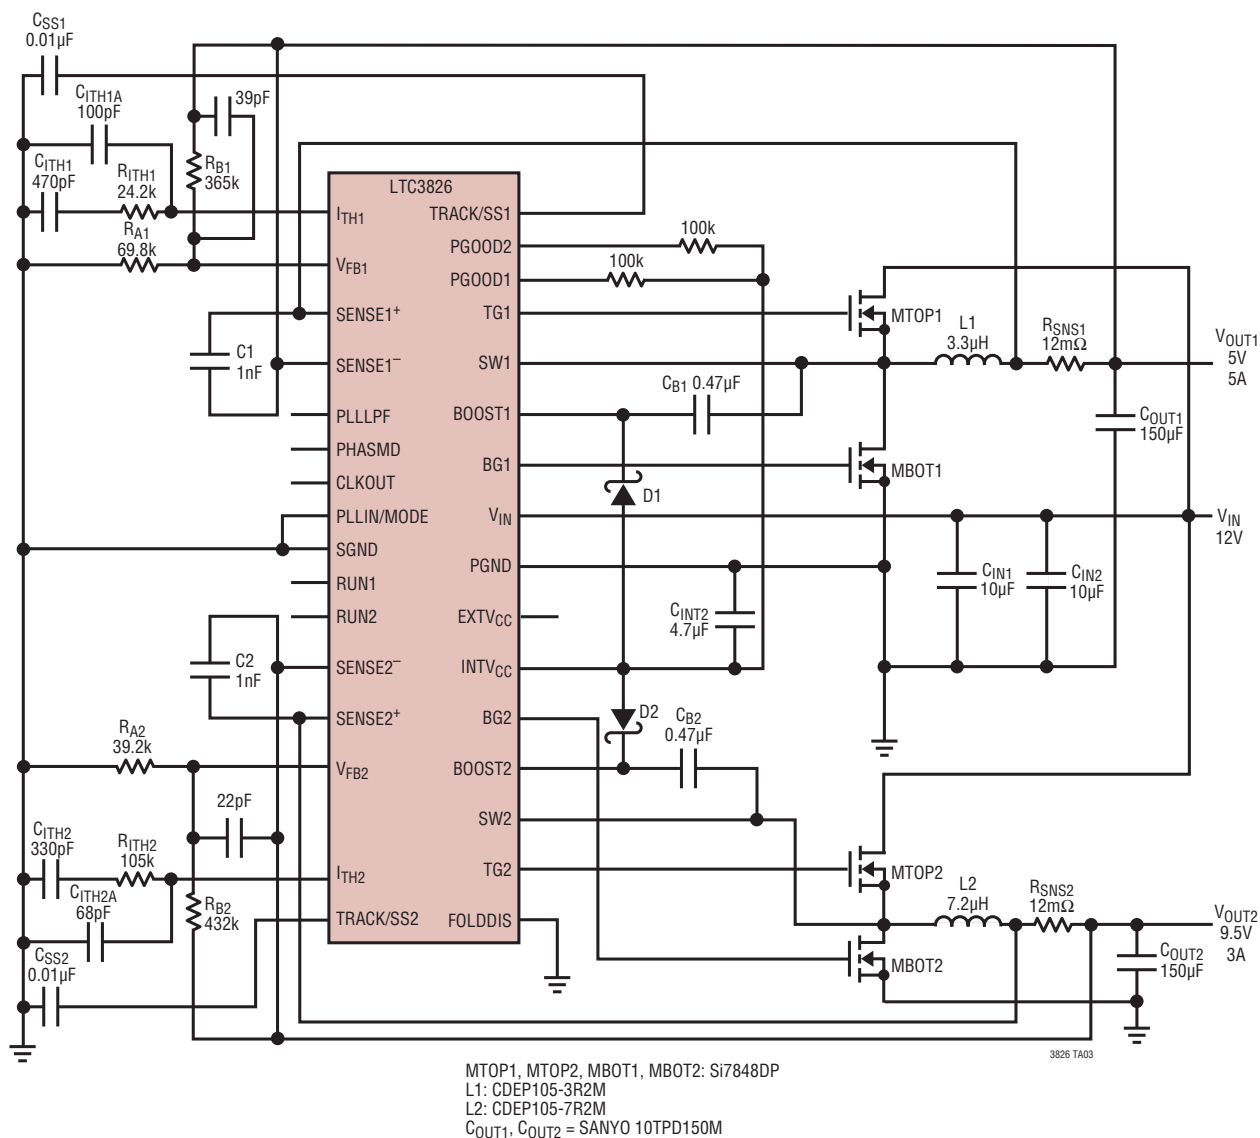 CSS1
0.01µF
CITH1A
100pF
39pF
CITH1
470pF
RITH1
24.2k
RB1
365k
RA1
69.8k
LTC3826
ITH1
TRACK/SS1
PGOOD2
100k
VFB1
PGOOD1
100k
SENSE1+
TG1
MTOP1
L1
3.3µH
RSNS1
12mΩ
VOUT1
5V
5A
C1
1nF
SENSE1–
SW1
CB1 0.47µF
PLLLPF
BOOST1
COUT1
150µF
PHASMD
BG1
MBOT1
CLKOUT
D1
PLLIN/MODE
VIN
VIN
12V
SGND
PGND
CIN1
10µF
CIN2
10µF
RUN1
RUN2
EXTVCC
CINT2
4.7µF
C2
1nF
SENSE2–
INTVCC
SENSE2+
BG2
D2
CB2
0.47µF
RA2
39.2k
VFB2
BOOST2
22pF
SW2
CITH2
330pF
RITH2
105k
ITH2
TG2
MTOP2
CITH2A
68pF
RB2
432k
L2
7.2µH
RSNS2
12mΩ
TRACK/SS2
FOLDDIS
VOUT2
9.5V
3A
CSS2
0.01µF
MBOT2
COUT2
150µF
3826 TA03
MTOP1, MTOP2, MBOT1, MBOT2: Si7848DP
L1: CDEP105-3R2M
L2: CDEP105-7R2M
COUT1, COUT2 = SANYO 10TPD150M